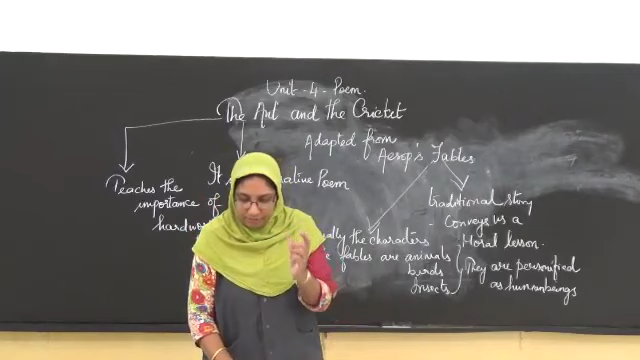 Unit - 4 - Poem.
The Ant and the Cricket
Adapted from
Aesop's Fables
Teaches the
importance of
hardwo
It
ative Poem
traditional story
- Conveys us a
Moral lesson.
ually the characters
e fables are animals
birds
Insects
They are personified
as humanbeings